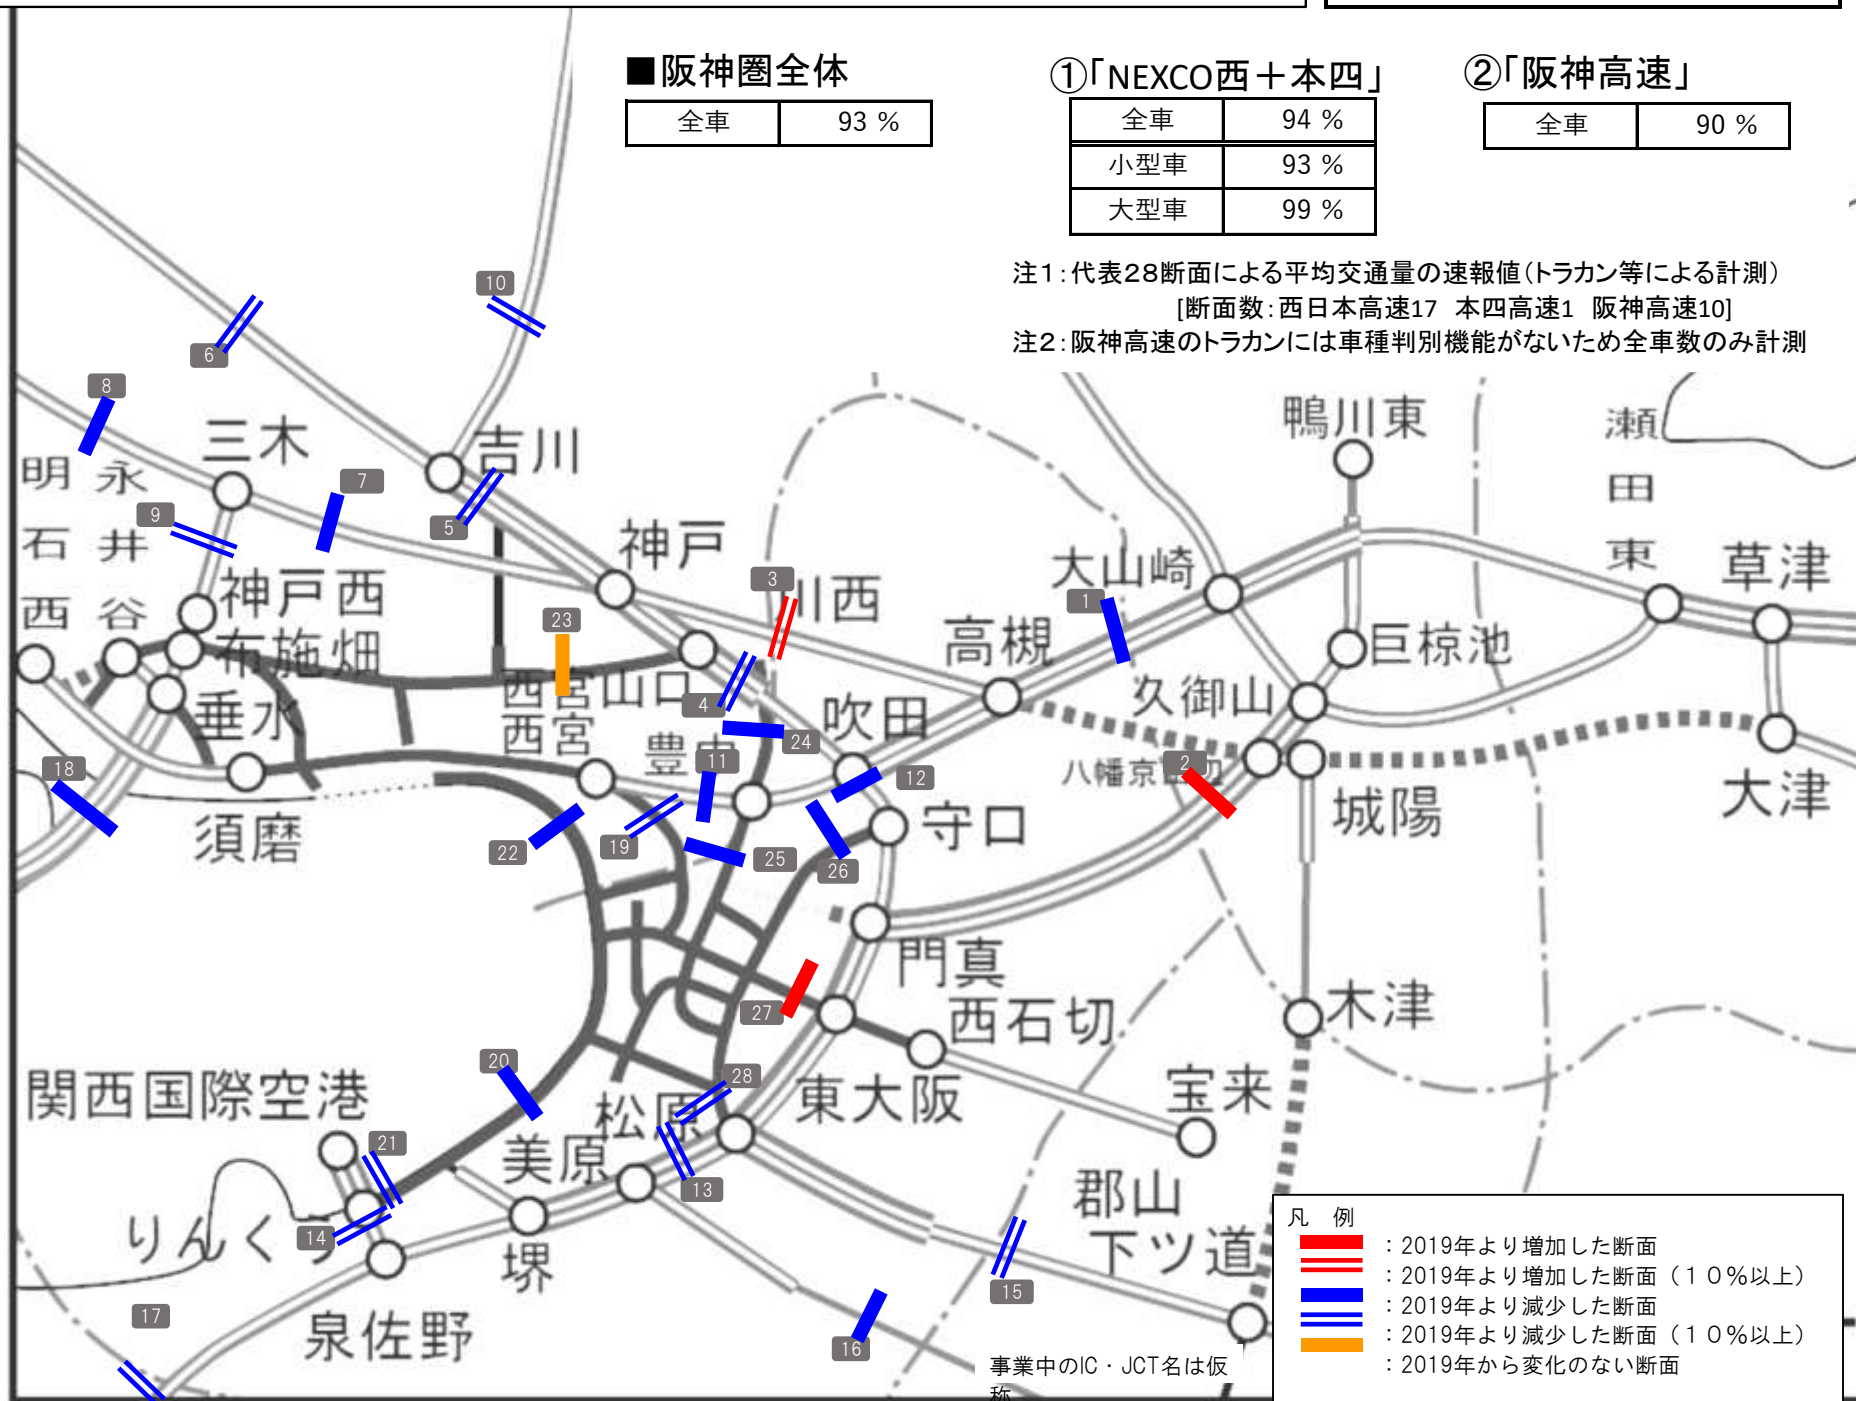 ■阪神圏全体
全車 93 %
①「NEXCO西＋本四」
全車 94 %
小型車 93 %
大型車 99 %
②「阪神高速」
全車 90 %
注１：代表２８断面による平均交通量の速報値（トラカン等による計測）
[断面数：西日本高速17 本四高速1 阪神高速10]
注２：阪神高速のトラカンには車種判別機能がないため全車数のみ計測
10
6
8
三木
吉川
鴨川東
瀬田東
明石西
永井谷
7
9
5
神戸
3
川西
大山崎
1
草津
神戸西
布施畑
23
高槻
巨椋池
西宮山口
4
久御山
垂水
西宮
吹田
24
豊中
11
12
2
八幡京田辺
大津
18
須磨
22
19
25
26
守口
城陽
門真
27
西石切
木津
20
28
関西国際空港
松原
東大阪
宝来
21
美原
13
郡山下ツ道
りんくう
14
堺
15
17
泉佐野
16
事業中のIC・JCT名は仮
称
凡 例
：2019年より増加した断面
：2019年より増加した断面（１０％以上）
：2019年より減少した断面
：2019年より減少した断面（１０％以上）
：2019年から変化のない断面